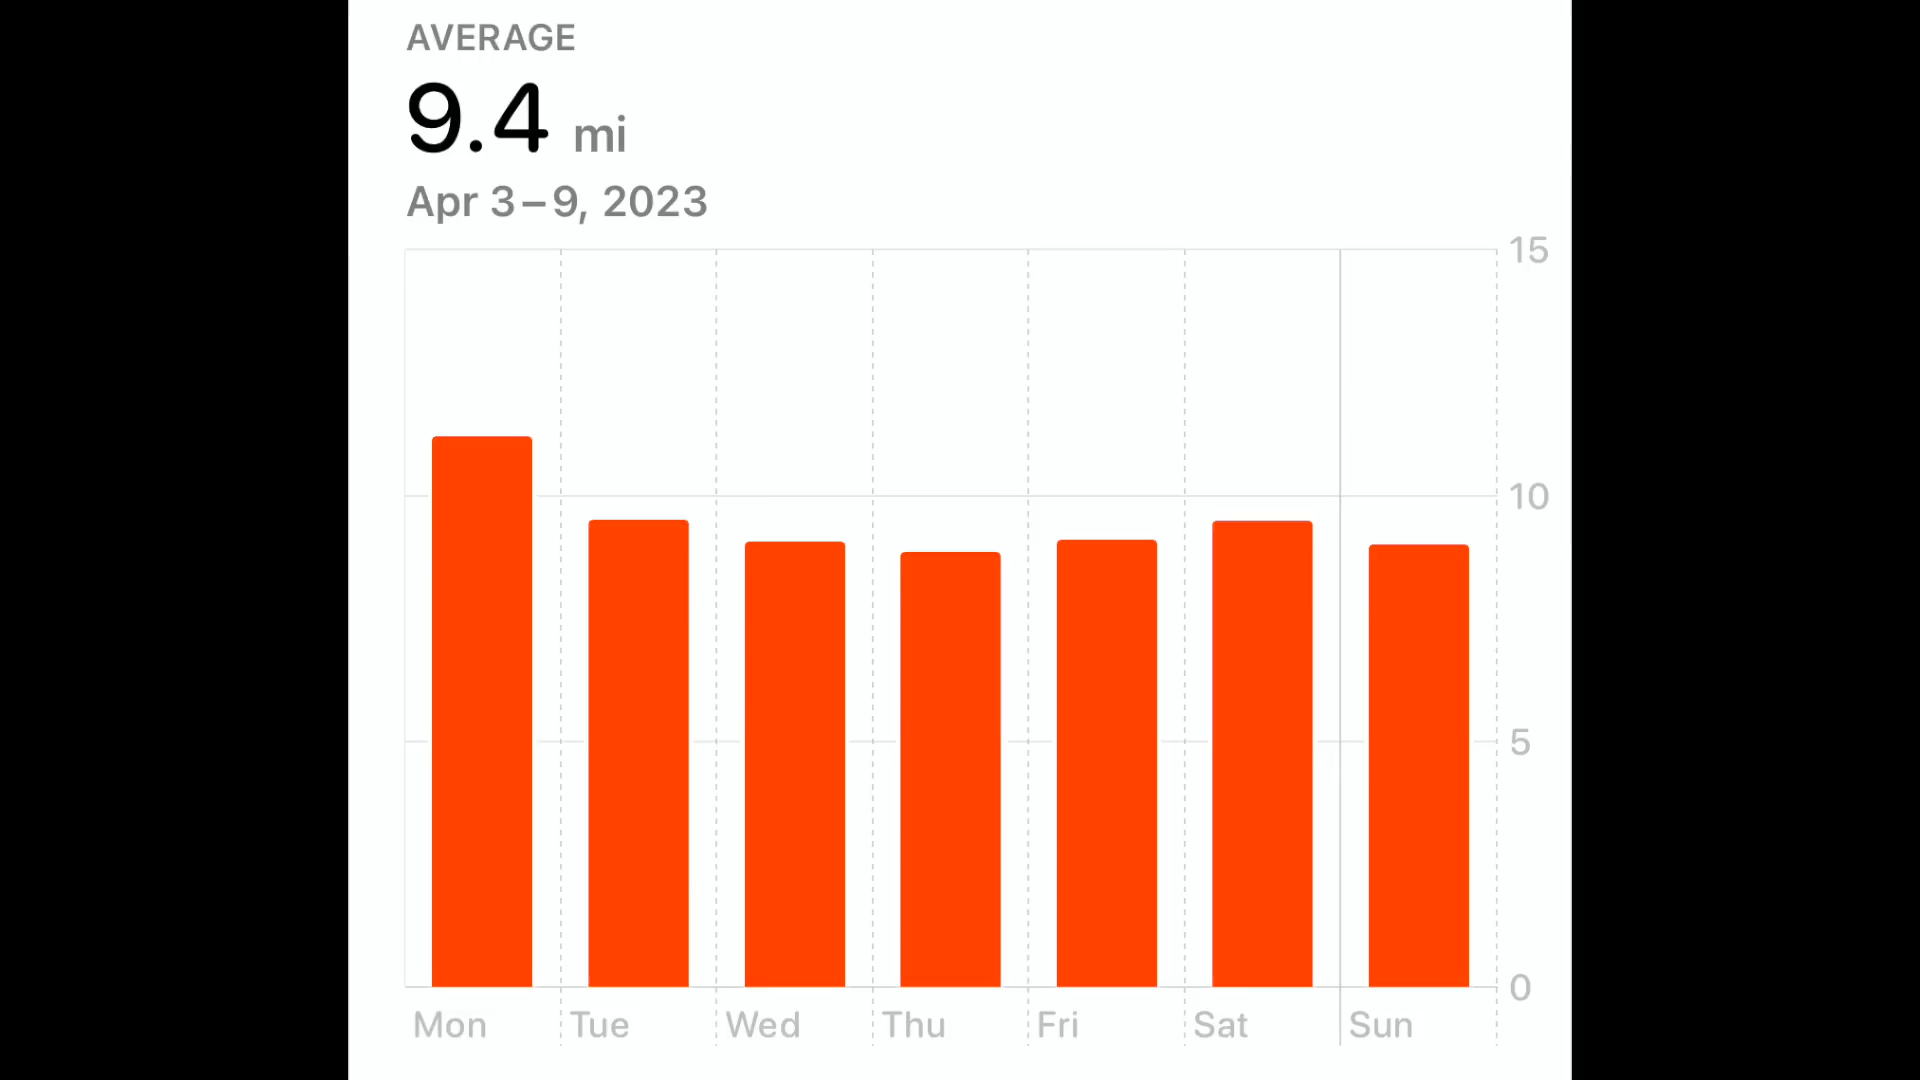 AVERAGE
9.4 mi
Apr 3–9, 2023
15
10
5
0
Mon Tue Wed Thu Fri Sat Sun